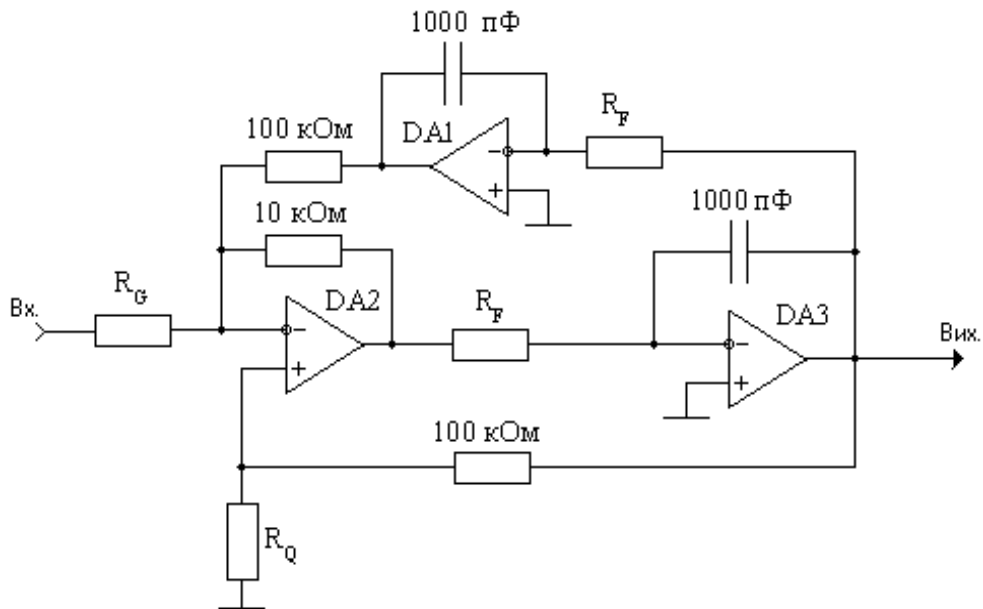 1000 пФ
R_F
100 кОм
DA1
-
+
1000 пФ
10 кОм
R_G
DA2
R_F
DA3
Вх.
-
+
-
+
Вих.
100 кОм
R_Q